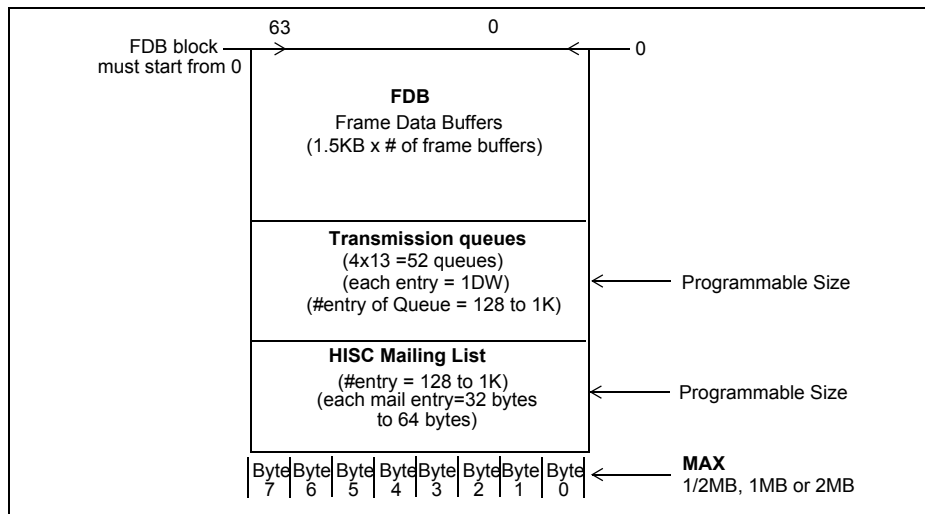 63 0
FDB block
must start from 0
0
FDB
Frame Data Buffers
(1.5KB x # of frame buffers)
Transmission queues
(4x13 =52 queues)
(each entry = 1DW)
(#entry of Queue = 128 to 1K)
Programmable Size
HISC Mailing List
(#entry = 128 to 1K)
(each mail entry=32 bytes
to 64 bytes)
Programmable Size
Byte Byte Byte Byte Byte Byte Byte Byte
7 6 5 4 3 2 1 0
MAX
1/2MB, 1MB or 2MB